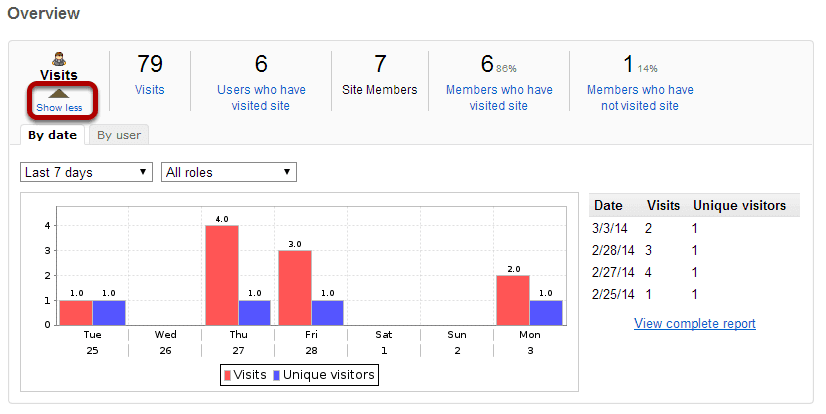 Overview
Visits
Show less
79
Visits
6
Users who have
visited site
7
Site Members
6 86%
Members who have
visited site
1 14%
Members who have
not visited site
By date
By user
Last 7 days
All roles
4
3
2
1
0
1.0 1.0 4.0 1.0 3.0 1.0 2.0 1.0
Tue Wed Thu Fri Sat Sun Mon
25 26 27 28 1 2 3
Visits Unique visitors
Date Visits Unique visitors
3/3/14 2 1
2/28/14 3 1
2/27/14 4 1
2/25/14 1 1
View complete report